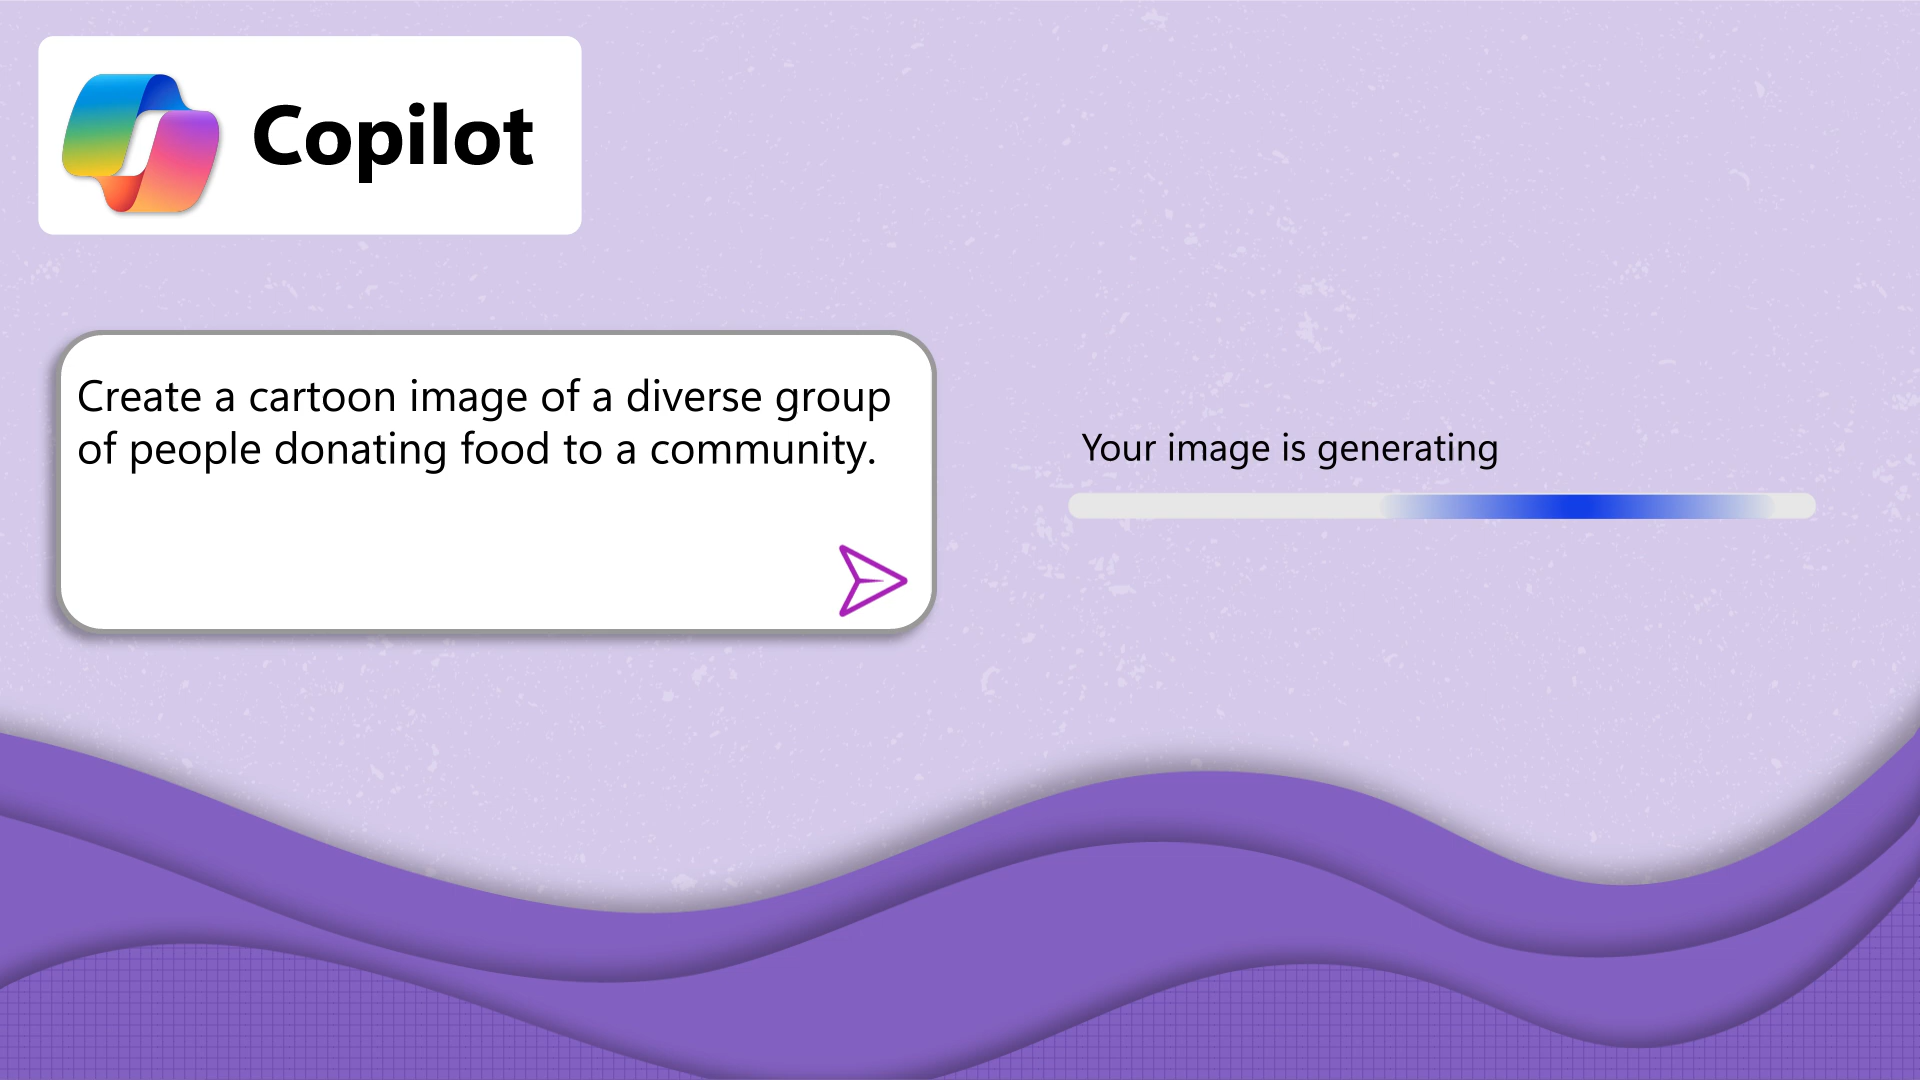 Copilot
Create a cartoon image of a diverse group
of people donating food to a community.
Your image is generating